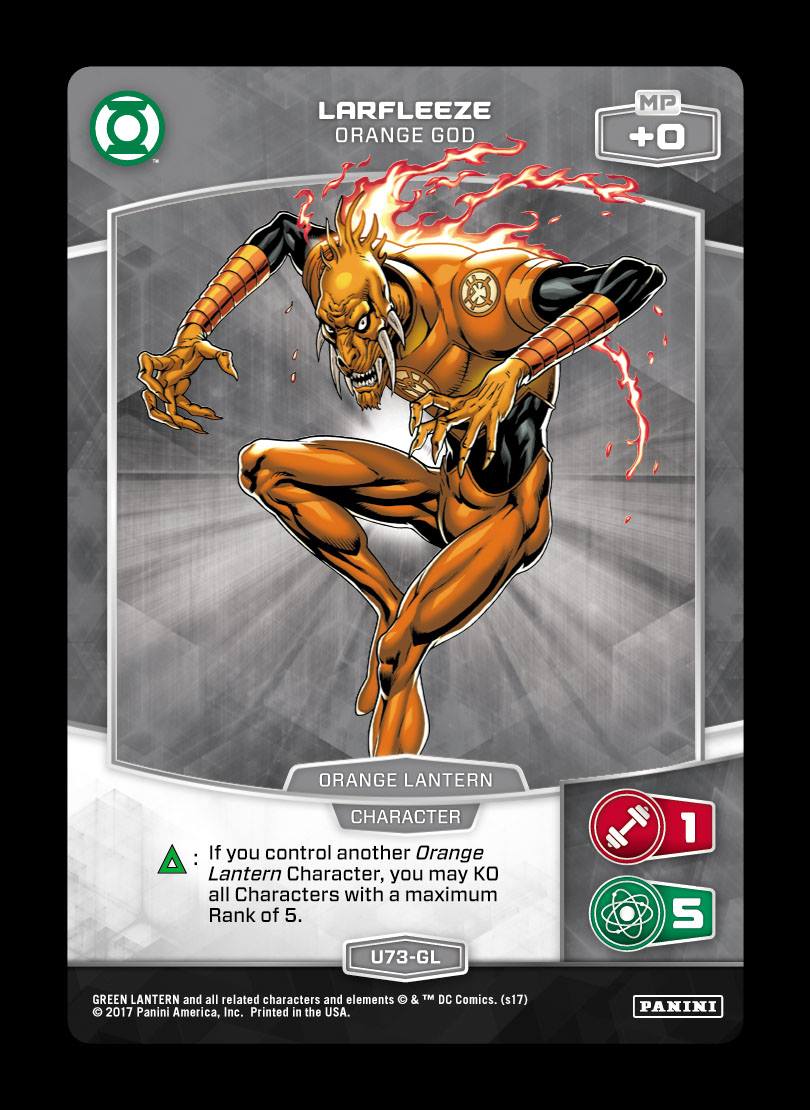 LARFLEEZE
ORANGE GOD
MP
+0
™
ORANGE LANTERN
CHARACTER
: If you control another Orange
Lantern Character, you may KO
all Characters with a maximum
Rank of 5.
1
5
U73-GL
GREEN LANTERN and all related characters and elements © & ™ DC Comics. (s17)
© 2017 Panini America, Inc. Printed in the USA.
PANINI